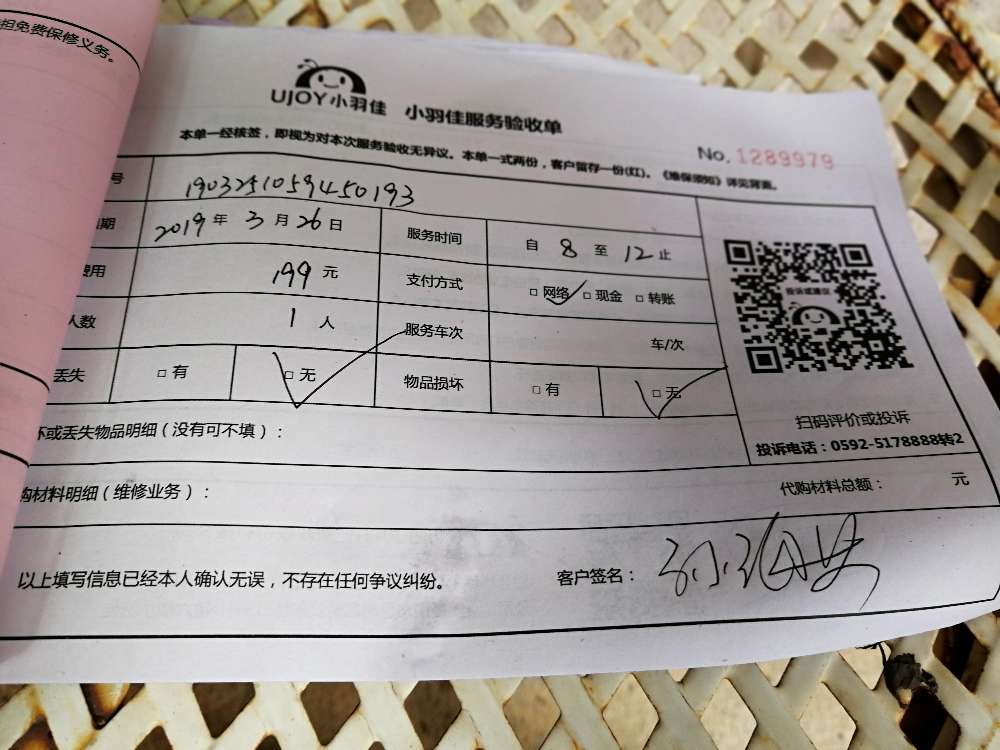 担免费保修义务。
UJOY小羽佳 小羽佳服务验收单
本单一经核签，即视为对本次服务验收无异议。本单一式两份，客户留存一份(红)。《维保须知》详见背面。
No. 1289979
号 190325105945019３
期 2019 年 3 月 26 日 服务时间 自 8 至 12 止
费用 199 元 支付方式 □ 网络 □ 现金 □ 转账
人数 1 人 服务车次 车/次
丢失 □ 有 □ 无 物品损坏 □ 有 □ 无
投诉或建议
扫码评价或投诉
投诉电话：0592-5178888转2
坏或丢失物品明细（没有可不填）：
购材料明细（维修业务）： 代购材料总额： 元
以上填写信息已经本人确认无误，不存在任何争议纠纷。 客户签名：